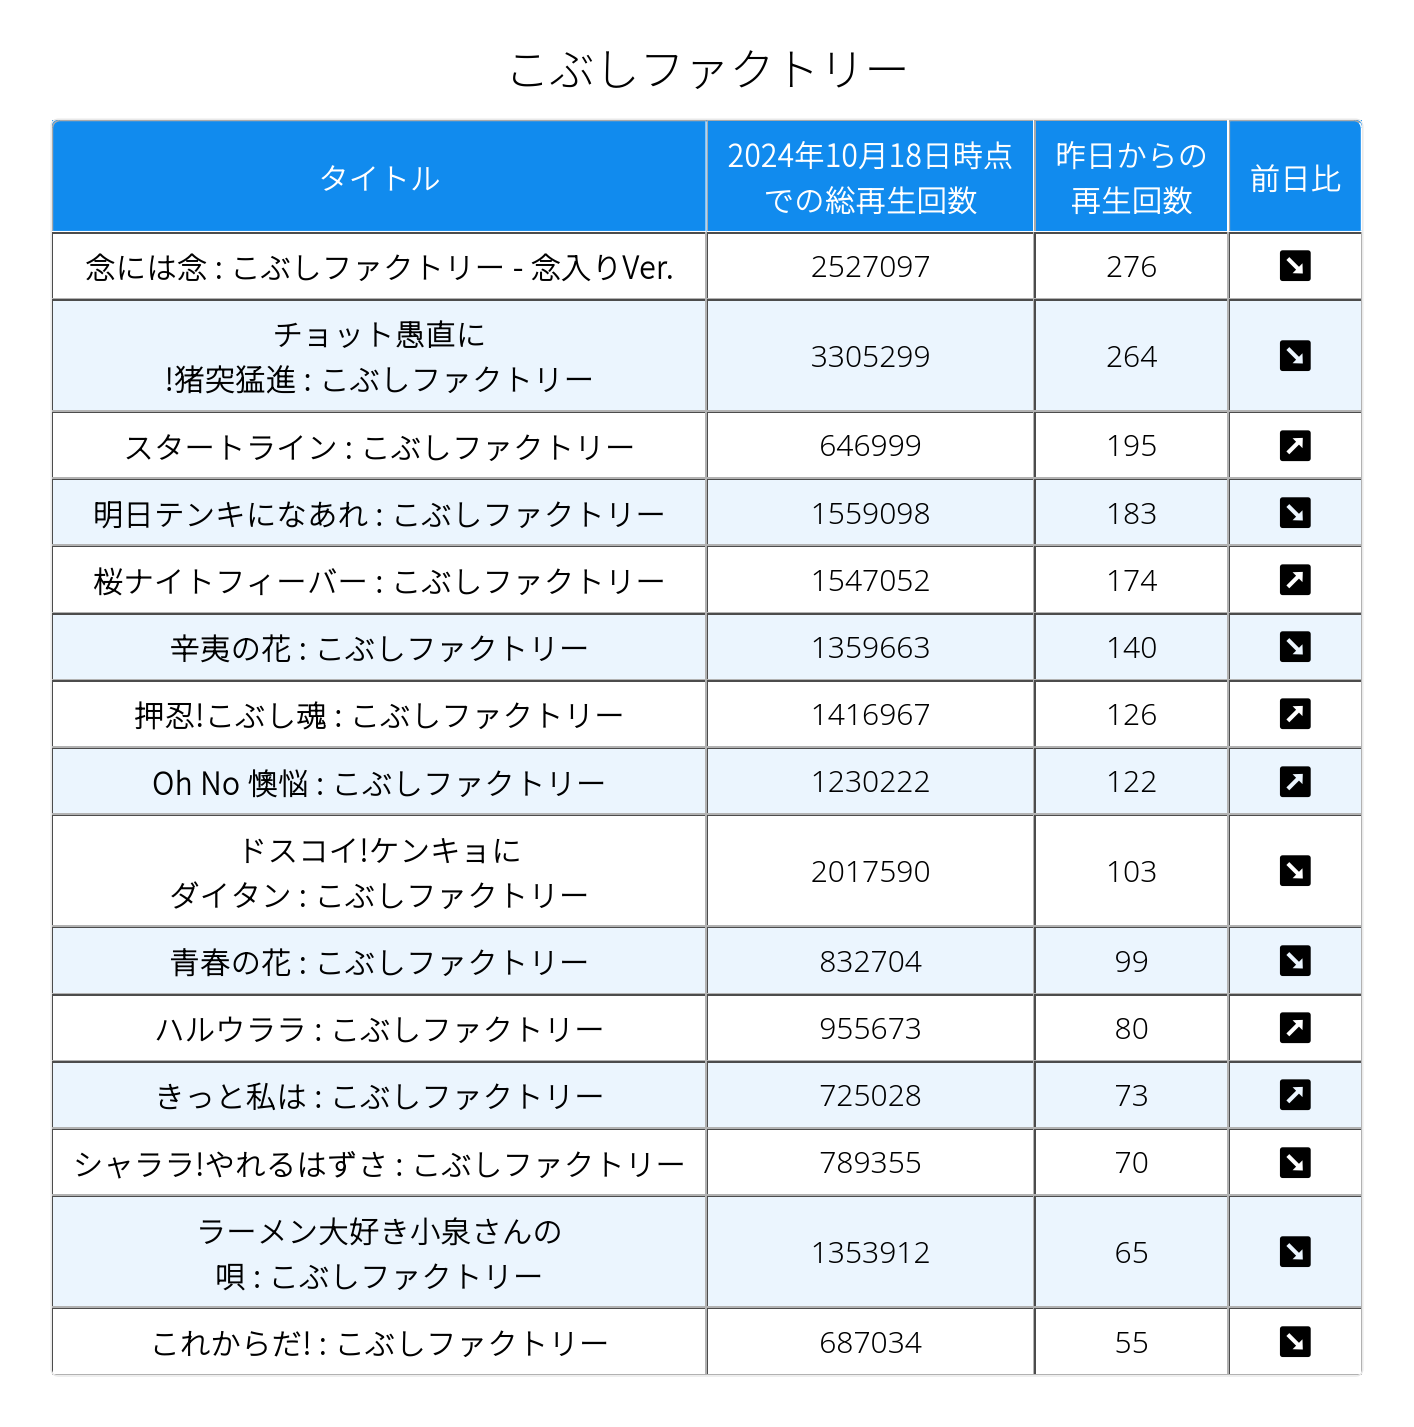 こぶしファクトリー
タイトル
2024年10月18日時点
での総再生回数
昨日からの
再生回数
前日比
念には念 : こぶしファクトリー - 念入りVer.
2527097
276
チョット愚直に
!猪突猛進 : こぶしファクトリー
3305299
264
スタートライン : こぶしファクトリー
646999
195
明日テンキになあれ : こぶしファクトリー
1559098
183
桜ナイトフィーバー : こぶしファクトリー
1547052
174
辛夷の花 : こぶしファクトリー
1359663
140
押忍!こぶし魂 : こぶしファクトリー
1416967
126
Oh No 懊悩 : こぶしファクトリー
1230222
122
ドスコイ!ケンキョに
ダイタン : こぶしファクトリー
2017590
103
青春の花 : こぶしファクトリー
832704
99
ハルウララ : こぶしファクトリー
955673
80
きっと私は : こぶしファクトリー
725028
73
シャララ!やれるはずさ : こぶしファクトリー
789355
70
ラーメン大好き小泉さんの
唄 : こぶしファクトリー
1353912
65
これからだ! : こぶしファクトリー
687034
55